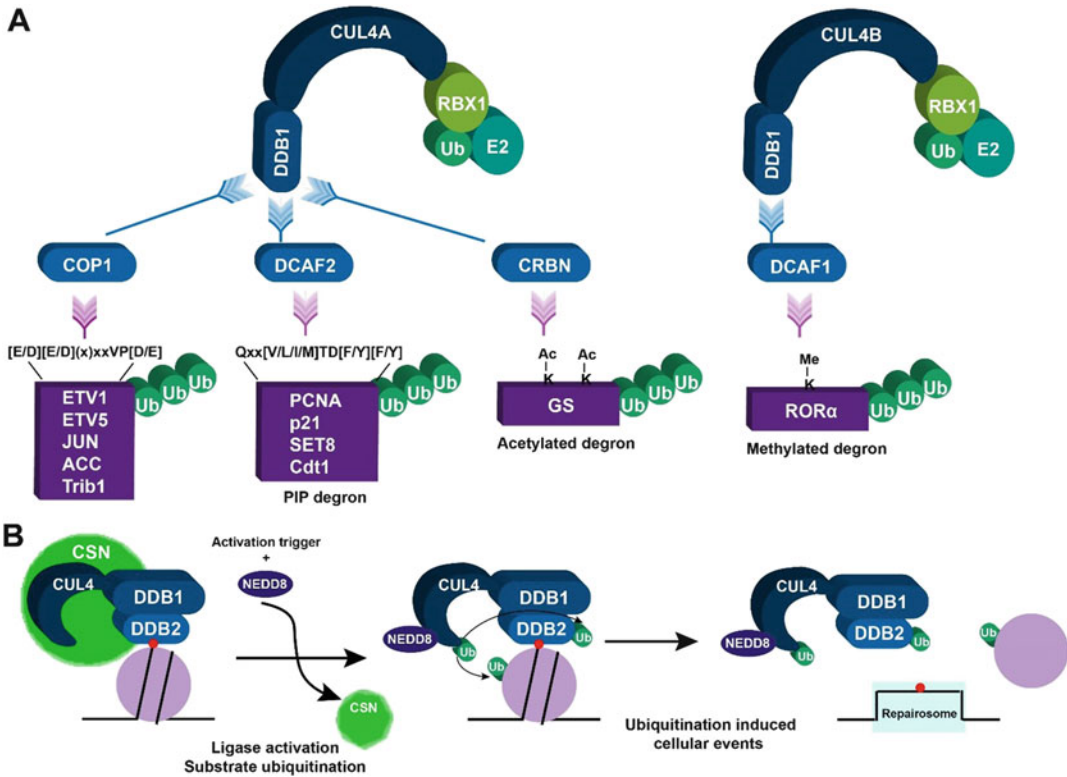 A
CUL4A
RBX1
DDB1
Ub
E2
CUL4B
RBX1
DDB1
Ub
E2
COP1
DCAF2
CRBN
DCAF1
[E/D][E/D](x)xxVP[D/E]
Qxx[V/L/I/M]TD[F/Y][F/Y]
Ac Ac
K K
Me
K
ETV1
ETV5
JUN
ACC
Trib1
Ub Ub Ub
PCNA
p21
SET8
Cdt1
Ub Ub Ub
PIP degron
GS
Ub Ub Ub
Acetylated degron
RORα
Ub Ub Ub
Methylated degron
B
CSN
CUL4
DDB1
DDB2
Activation trigger
+
NEDD8
CSN
Ligase activation
Substrate ubiquitination
CUL4
DDB1
DDB2
NEDD8
Ub
Ub
Ub
Ubiquitination induced
cellular events
CUL4
DDB1
DDB2
NEDD8
Ub
Ub
Ub
Repairosome